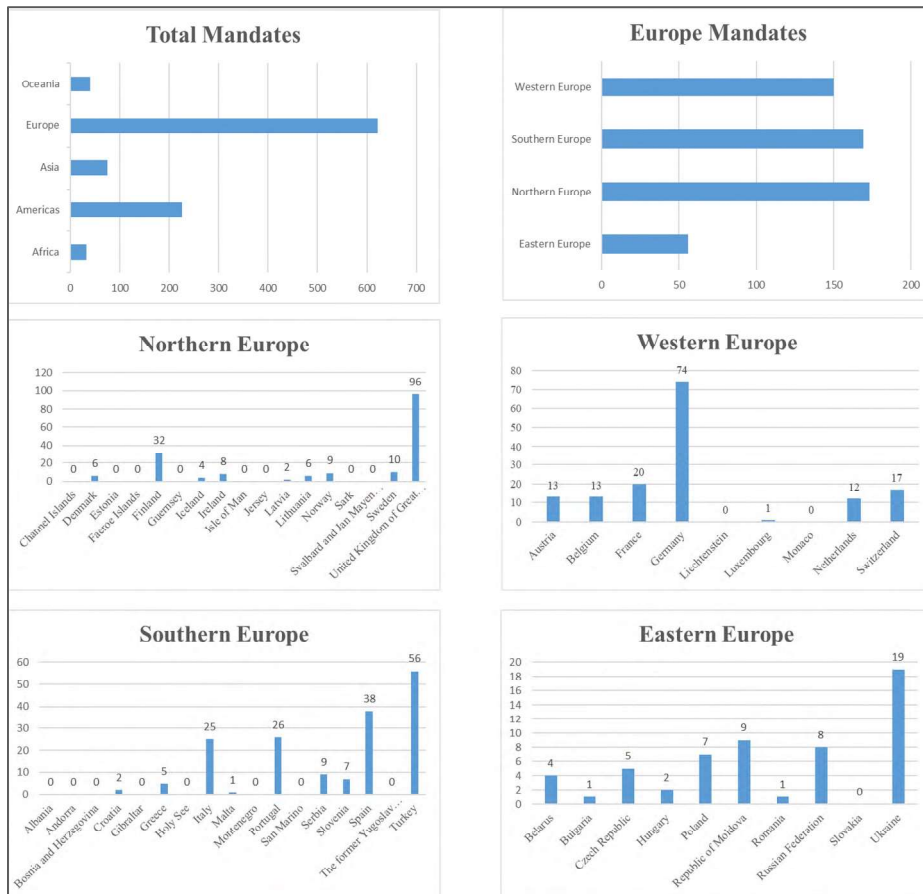 Total Mandates
Oceania
Europe
Asia
Americas
Africa
0 100 200 300 400 500 600 700
Europe Mandates
Western Europe
Southern Europe
Northern Europe
Eastern Europe
0 50 100 150 200
Northern Europe
120
100
80
60
40
20
0
0 6 0 0 32 0 4 8 0 0 2 6 9 0 0 10 96
Channel Islands
Denmark
Estonia
Faeroe Islands
Finland
Guernsey
Iceland
Ireland
Isle of Man
Jersey
Latvia
Lithuania
Norway
Sark
Svalbard and Jan Mayen...
Sweden
United Kingdom of Great...
Western Europe
80
70
60
50
40
30
20
10
0
13 13 20 74 0 1 0 12 17
Austria
Belgium
France
Germany
Liechtenstein
Luxembourg
Monaco
Netherlands
Switzerland
Southern Europe
60
50
40
30
20
10
0
0 0 0 2 0 5 0 25 1 0 26 0 9 7 38 0 56
Albania
Andorra
Bosnia and Herzegovina
Croatia
Gibraltar
Greece
Holy See
Italy
Malta
Montenegro
Portugal
San Marino
Serbia
Slovenia
Spain
The former Yugoslav...
Turkey
Eastern Europe
20
18
16
14
12
10
8
6
4
2
0
4 1 5 2 7 9 1 8 0 19
Belarus
Bulgaria
Czech Republic
Hungary
Poland
Republic of Moldova
Romania
Russian Federation
Slovakia
Ukraine